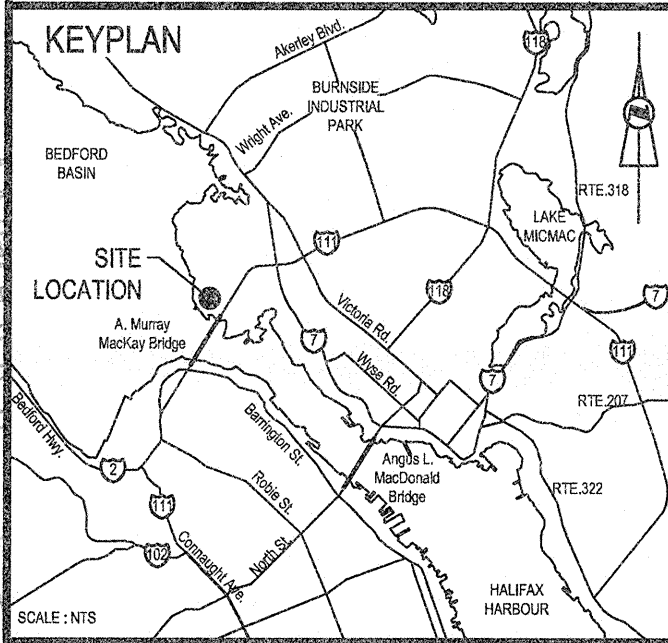 KEYPLAN
Akerley Blvd.
118
BURNSIDE
INDUSTRIAL
PARK
Wright Ave.
BEDFORD
BASIN
RTE.318
LAKE
MICMAC
111
SITE
LOCATION
118
7
A. Murray
MacKay Bridge
Victoria Rd.
7
111
Wyse Rd.
7
RTE.207
Bedford Hwy.
Barrington St.
Angus L.
MacDonald
Bridge
2
Robie St.
RTE.322
111
102
Connaught Ave.
North St.
HALIFAX
HARBOUR
SCALE : NTS